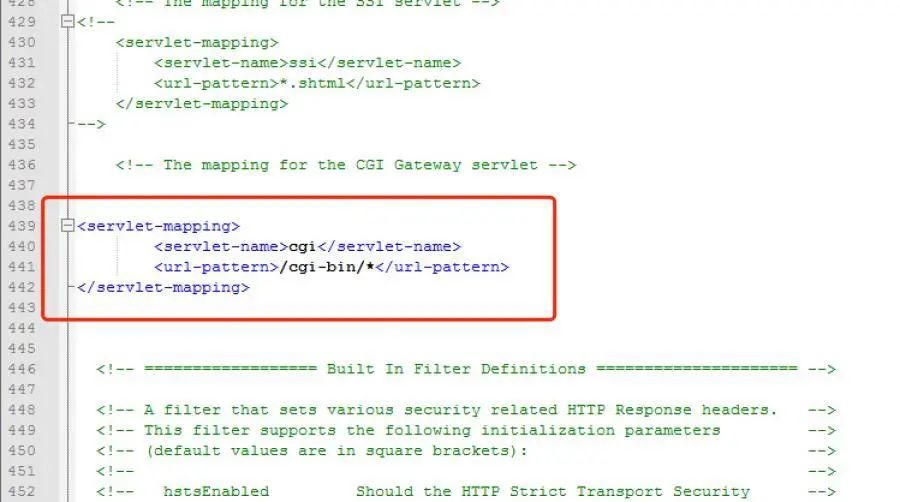 428 <!-- The mapping for the SSI servlet -->
429 <!--
430 <servlet-mapping>
431 <servlet-name>ssi</servlet-name>
432 <url-pattern>*.shtml</url-pattern>
433 </servlet-mapping>
434 -->
435
436 <!-- The mapping for the CGI Gateway servlet -->
437
438
439 <servlet-mapping>
440 <servlet-name>cgi</servlet-name>
441 <url-pattern>/cgi-bin/*</url-pattern>
442 </servlet-mapping>
443
444
445
446 <!-- ================== Built In Filter Definitions ===================== -->
447
448 <!-- A filter that sets various security related HTTP Response headers. -->
449 <!-- This filter supports the following initialization parameters -->
450 <!-- (default values are in square brackets): -->
451 <!-- -->
452 <!-- hstsEnabled Should the HTTP Strict Transport Security -->